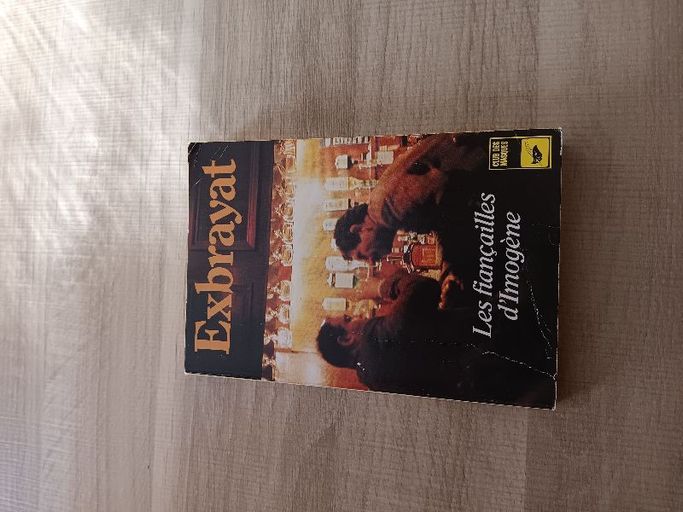 Exbrayat
Les fiançailles
d'Imogène
CLUB DES
MASQUES